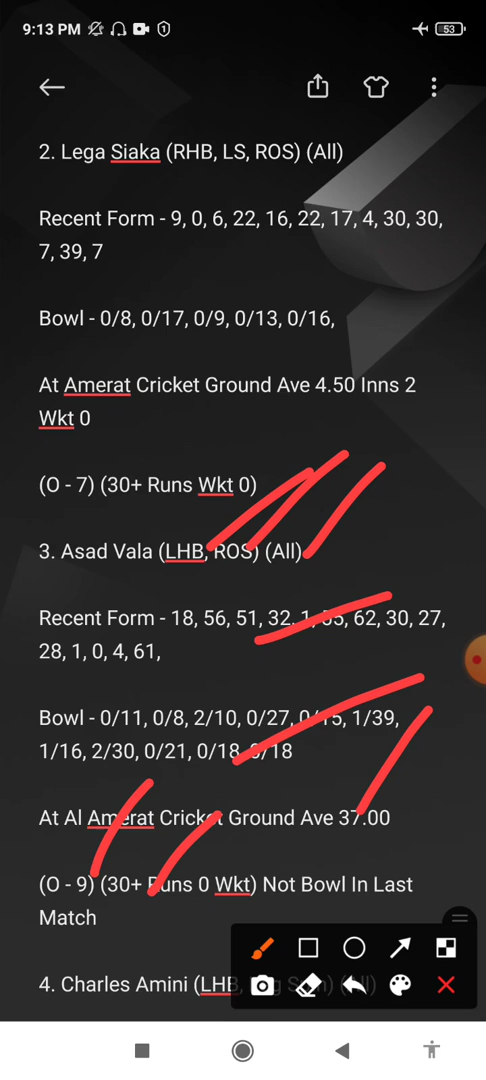 9:13 PM
53
2. Lega Siaka (RHB, LS, ROS) (All)
Recent Form - 9, 0, 6, 22, 16, 22, 17, 4, 30, 30,
7, 39, 7
Bowl - 0/8, 0/17, 0/9, 0/13, 0/16,
At Amerat Cricket Ground Ave 4.50 Inns 2
Wkt 0
(O - 7) (30+ Runs Wkt 0)
3. Asad Vala (LHB, ROS) (All)
Recent Form - 18, 56, 51, 32, 1, 62, 30, 27,
28, 1, 0, 4, 61,
Bowl - 0/11, 0/8, 2/10, 0/27, 0/15, 1/39,
1/16, 2/30, 0/21, 0/18, 0/18
At Al Amerat Cricket Ground Ave 37.00
(O - 9) (30+ Runs 0 Wkt) Not Bowl In Last
Match
4. Charles Amini (LHB,